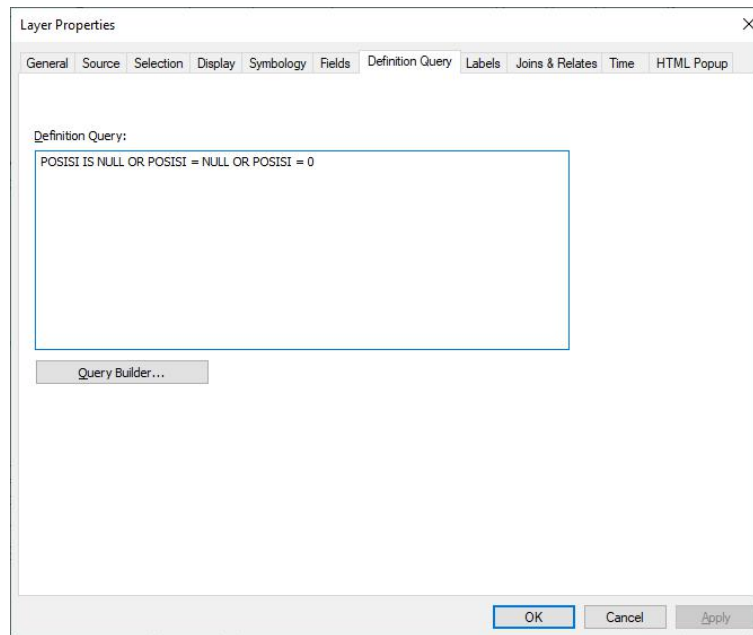 Layer Properties
General Source Selection Display Symbology Fields Definition Query Labels Joins & Relates Time HTML Popup
Definition Query:
POSISI IS NULL OR POSISI = NULL OR POSISI = 0
Query Builder...
OK Cancel Apply